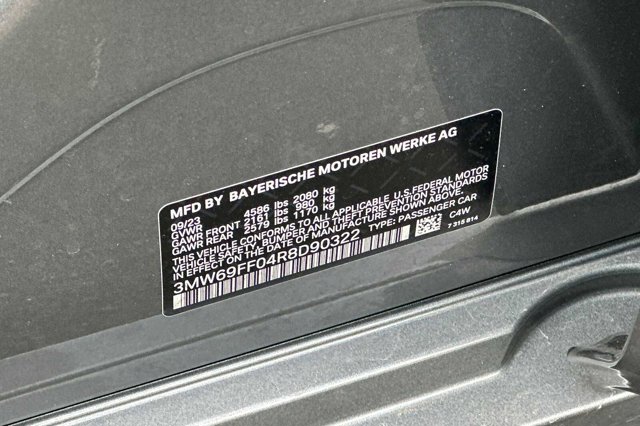 MFD BY BAYERISCHE MOTOREN WERKE AG
09/23
GVWR 4586 lbs 2080 kg
GAWR FRONT 2161 lbs 980 kg
GAWR REAR 2579 lbs 1170 kg
THIS VEHICLE CONFORMS TO ALL APPLICABLE U.S. FEDERAL MOTOR
VEHICLE SAFETY, BUMPER AND THEFT PREVENTION STANDARDS
IN EFFECT ON THE DATE OF MANUFACTURE SHOWN ABOVE.
3MW69FF04R8D90322 TYPE: PASSENGER CAR
C4W
7 315 814